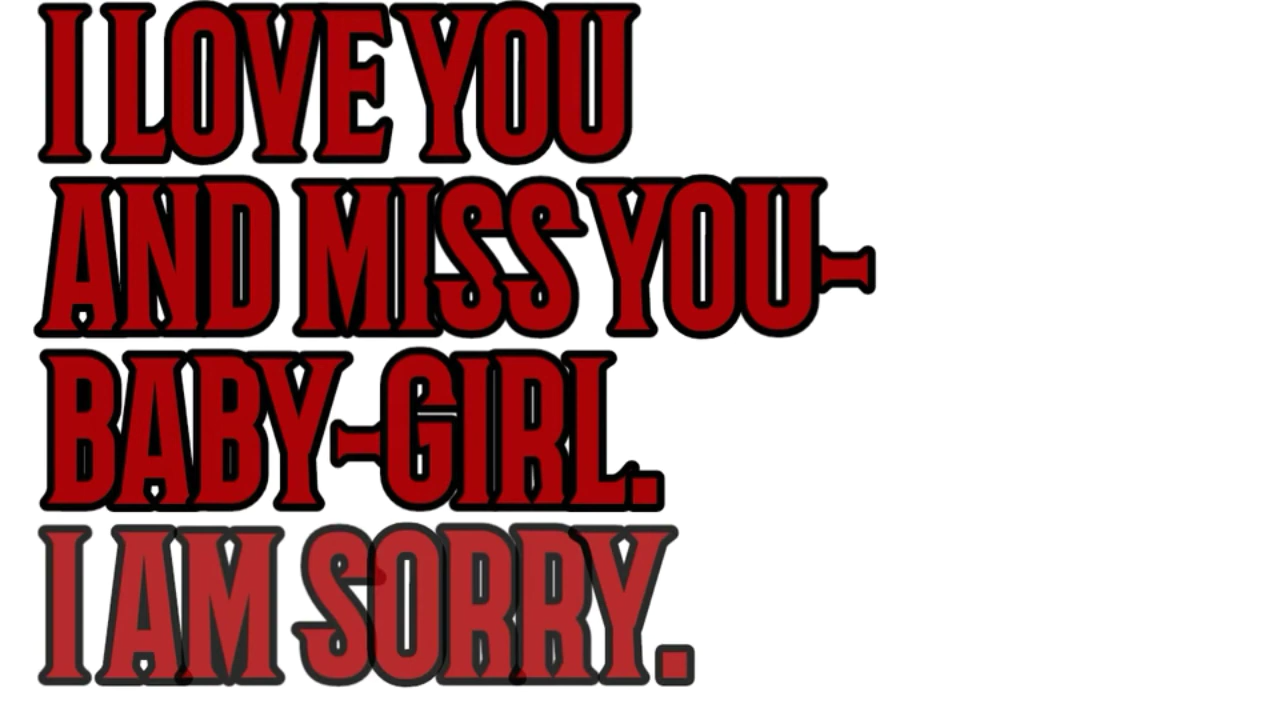 I LOVE YOU
AND MISS YOU-
BABY-GIRL.
I AM SORRY.